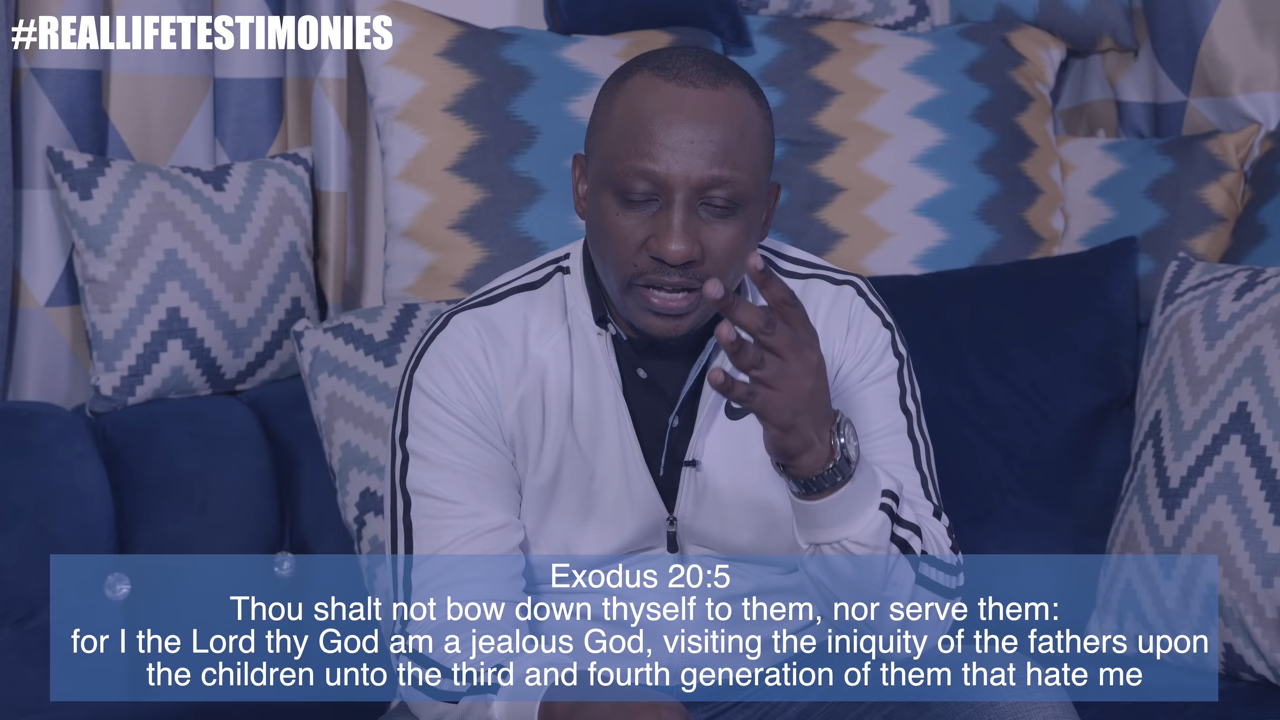 #REALLIFETESTIMONIES
Exodus 20:5
Thou shalt not bow down thyself to them, nor serve them:
for I the Lord thy God am a jealous God, visiting the iniquity of the fathers upon
the children unto the third and fourth generation of them that hate me